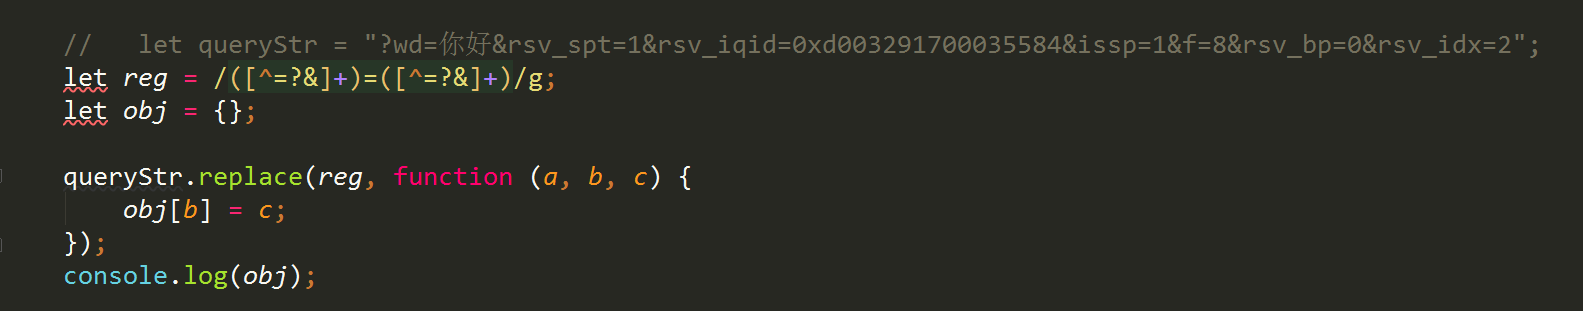 //   let queryStr = "?wd=你好&rsv_spt=1&rsv_iqid=0xd003291700035584&issp=1&f=8&rsv_bp=0&rsv_idx=2";
let reg = /([^=?&]+)=([^=?&]+)/g;
let obj = {};
queryStr.replace(reg, function (a, b, c) {
    obj[b] = c;
});
console.log(obj);